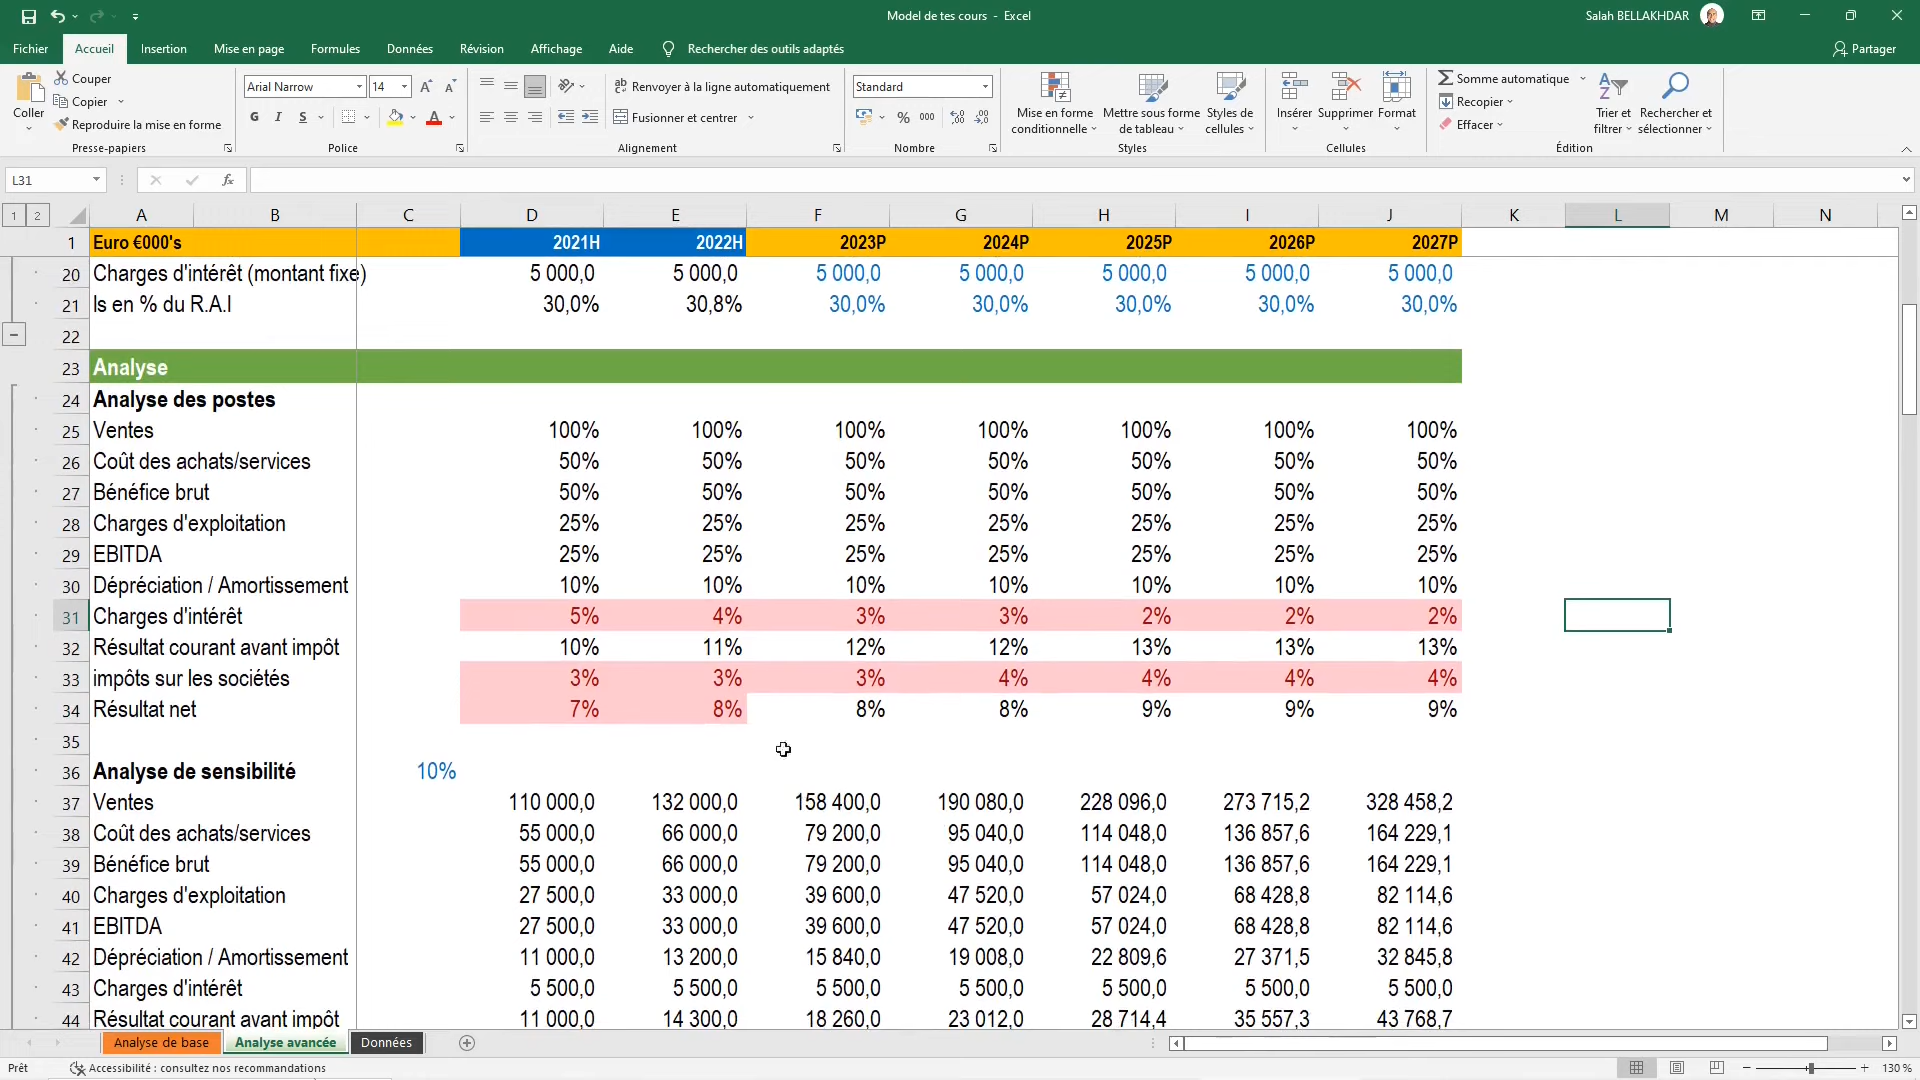 Model de tes cours - Excel
Salah BELLAKHDAR
Fichier Accueil Insertion Mise en page Formules Données Révision Affichage Aide Rechercher des outils adaptés Partager
Coller
Couper
Copier
Reproduire la mise en forme
Presse-papiers
Arial Narrow 14
G I S
Police
Renvoyer à la ligne automatiquement
Fusionner et centrer
Alignement
Standard
% 000
Nombre
Mise en forme conditionnelle
Mettre sous forme de tableau
Styles de cellules
Styles
Insérer Supprimer Format
Cellules
Somme automatique
Recopier
Effacer
Trier et filtrer
Rechercher et sélectionner
Édition
L31 fx
1 2 A B C D E F G H I J K L M N
1 Euro €000's 2021H 2022H 2023P 2024P 2025P 2026P 2027P
20 Charges d'intérêt (montant fixe) 5 000,0 5 000,0 5 000,0 5 000,0 5 000,0 5 000,0 5 000,0
21 Is en % du R.A.I 30,0% 30,8% 30,0% 30,0% 30,0% 30,0% 30,0%
22
23 Analyse
24 Analyse des postes
25 Ventes 100% 100% 100% 100% 100% 100% 100%
26 Coût des achats/services 50% 50% 50% 50% 50% 50% 50%
27 Bénéfice brut 50% 50% 50% 50% 50% 50% 50%
28 Charges d'exploitation 25% 25% 25% 25% 25% 25% 25%
29 EBITDA 25% 25% 25% 25% 25% 25% 25%
30 Dépréciation / Amortissement 10% 10% 10% 10% 10% 10% 10%
31 Charges d'intérêt 5% 4% 3% 3% 2% 2% 2%
32 Résultat courant avant impôt 10% 11% 12% 12% 13% 13% 13%
33 impôts sur les sociétés 3% 3% 3% 4% 4% 4% 4%
34 Résultat net 7% 8% 8% 8% 9% 9% 9%
35
36 Analyse de sensibilité 10%
37 Ventes 110 000,0 132 000,0 158 400,0 190 080,0 228 096,0 273 715,2 328 458,2
38 Coût des achats/services 55 000,0 66 000,0 79 200,0 95 040,0 114 048,0 136 857,6 164 229,1
39 Bénéfice brut 55 000,0 66 000,0 79 200,0 95 040,0 114 048,0 136 857,6 164 229,1
40 Charges d'exploitation 27 500,0 33 000,0 39 600,0 47 520,0 57 024,0 68 428,8 82 114,6
41 EBITDA 27 500,0 33 000,0 39 600,0 47 520,0 57 024,0 68 428,8 82 114,6
42 Dépréciation / Amortissement 11 000,0 13 200,0 15 840,0 19 008,0 22 809,6 27 371,5 32 845,8
43 Charges d'intérêt 5 500,0 5 500,0 5 500,0 5 500,0 5 500,0 5 500,0 5 500,0
44 Résultat courant avant impôt 11 000,0 14 300,0 18 260,0 23 012,0 28 714,4 35 557,3 43 768,7
Analyse de base Analyse avancée Données
Prêt Accessibilité : consultez nos recommandations 130 %